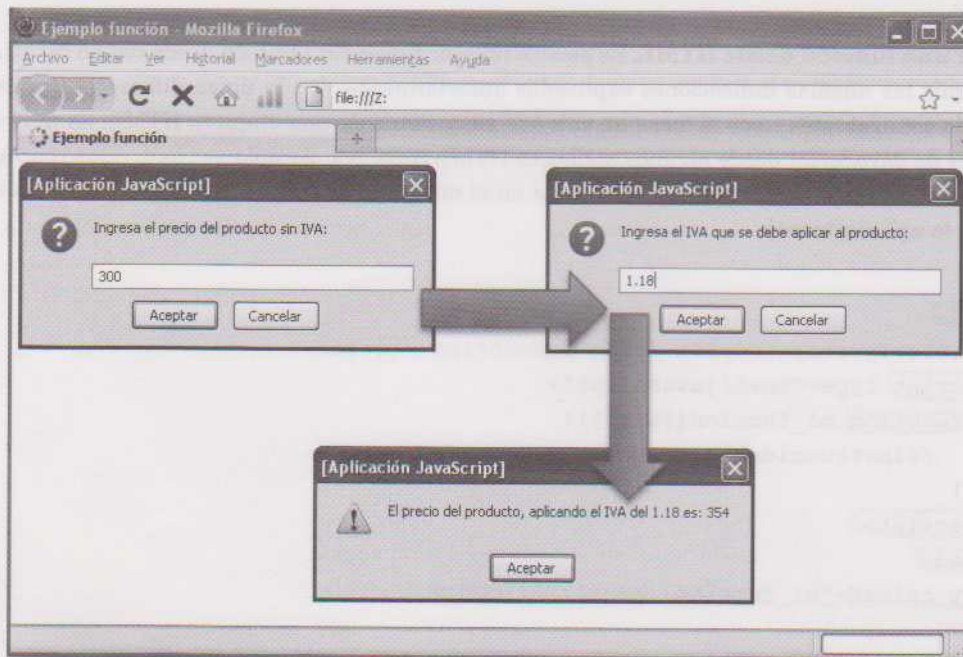 Ejemplo función - Mozilla Firefox
Archivo Editar Ver Historial Marcadores Herramientas Ayuda
file:///Z:
Ejemplo función
[Aplicación JavaScript]
Ingresa el precio del producto sin IVA:
300
Aceptar Cancelar
[Aplicación JavaScript]
Ingresa el IVA que se debe aplicar al producto:
1.18
Aceptar Cancelar
[Aplicación JavaScript]
El precio del producto, aplicando el IVA del 1.18 es: 354
Aceptar